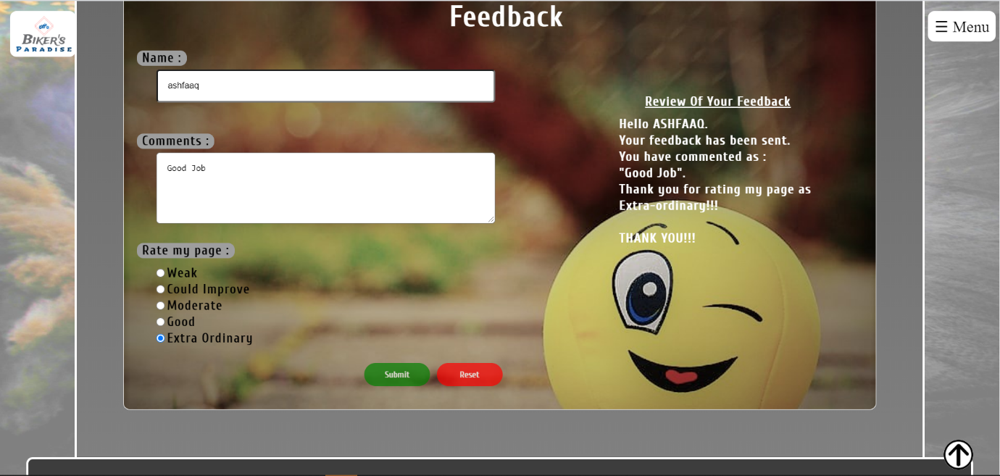 Feedback
BIKER'S
PARADISE
☰ Menu
Name :
ashfaaq
Comments :
Good Job
Rate my page :
Weak
Could Improve
Moderate
Good
Extra Ordinary
Submit
Reset
Review Of Your Feedback
Hello ASHFAAQ.
Your feedback has been sent.
You have commented as :
"Good Job".
Thank you for rating my page as
Extra-ordinary!!!
THANK YOU!!!